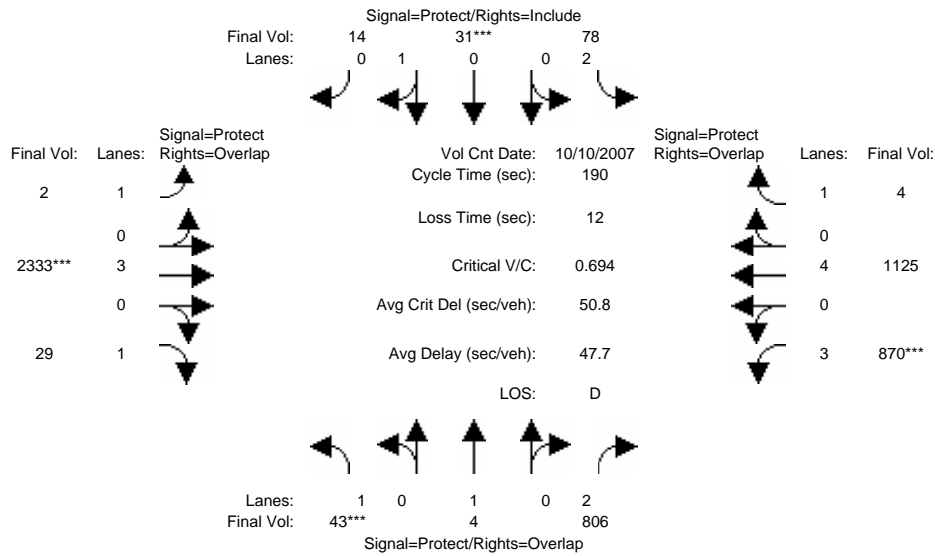 Signal=Protect/Rights=Include
Final Vol: 14 31*** 78
Lanes: 0 1 0 0 2
Signal=Protect Signal=Protect
Final Vol: Lanes: Rights=Overlap Vol Cnt Date: 10/10/2007 Rights=Overlap Lanes: Final Vol:
Cycle Time (sec): 190
2 1 1 4
Loss Time (sec): 12
0 0
2333*** 3 Critical V/C: 0.694 4 1125
0 Avg Crit Del (sec/veh): 50.8 0
29 1 Avg Delay (sec/veh): 47.7 3 870***
LOS: D
Lanes: 1 0 1 0 2
Final Vol: 43*** 4 806
Signal=Protect/Rights=Overlap